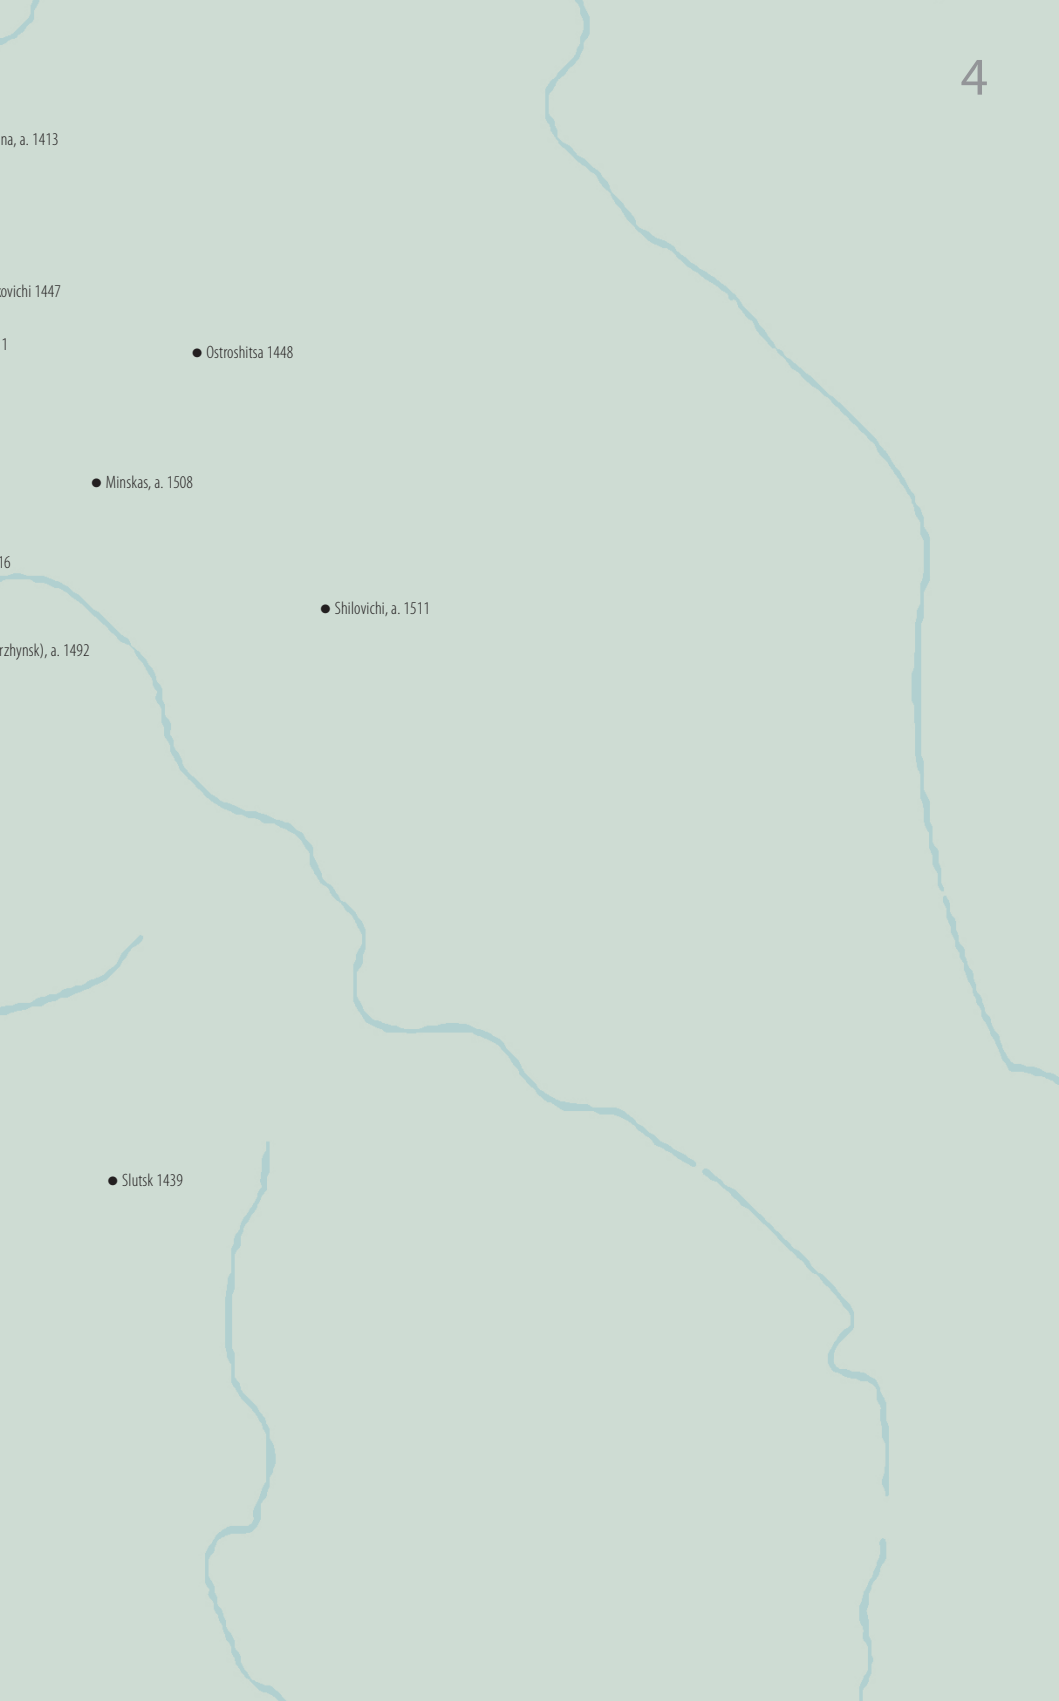 4
na, a. 1413
ovichi 1447
1
Ostroshitsa 1448
Minskas, a. 1508
16
Shilovichi, a. 1511
rzhynsk), a. 1492
Slutsk 1439